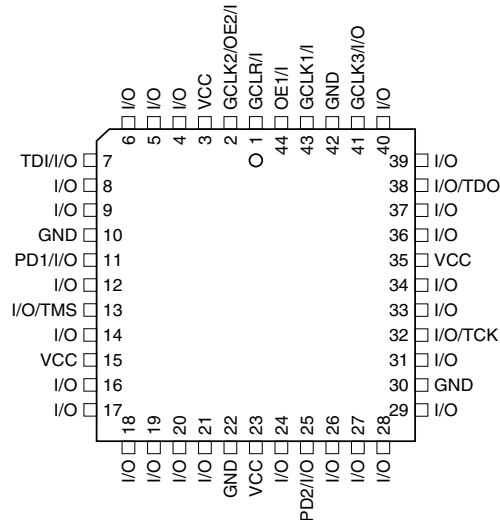 I/O
I/O
I/O
VCC
GCLK2/OE2/I
GCLR/I
OE1/I
GCLK1/I
GND
GCLK3/I/O
I/O
6
5
4
3
2
1
44
43
42
41
40
TDI/I/O 7
I/O 8
I/O 9
GND 10
PD1/I/O 11
I/O 12
I/O/TMS 13
I/O 14
VCC 15
I/O 16
I/O 17
39 I/O
38 I/O/TDO
37 I/O
36 I/O
35 VCC
34 I/O
33 I/O
32 I/O/TCK
31 I/O
30 GND
29 I/O
18
19
20
21
22
23
24
25
26
27
28
I/O
I/O
I/O
I/O
GND
VCC
I/O
PD2/I/O
I/O
I/O
I/O